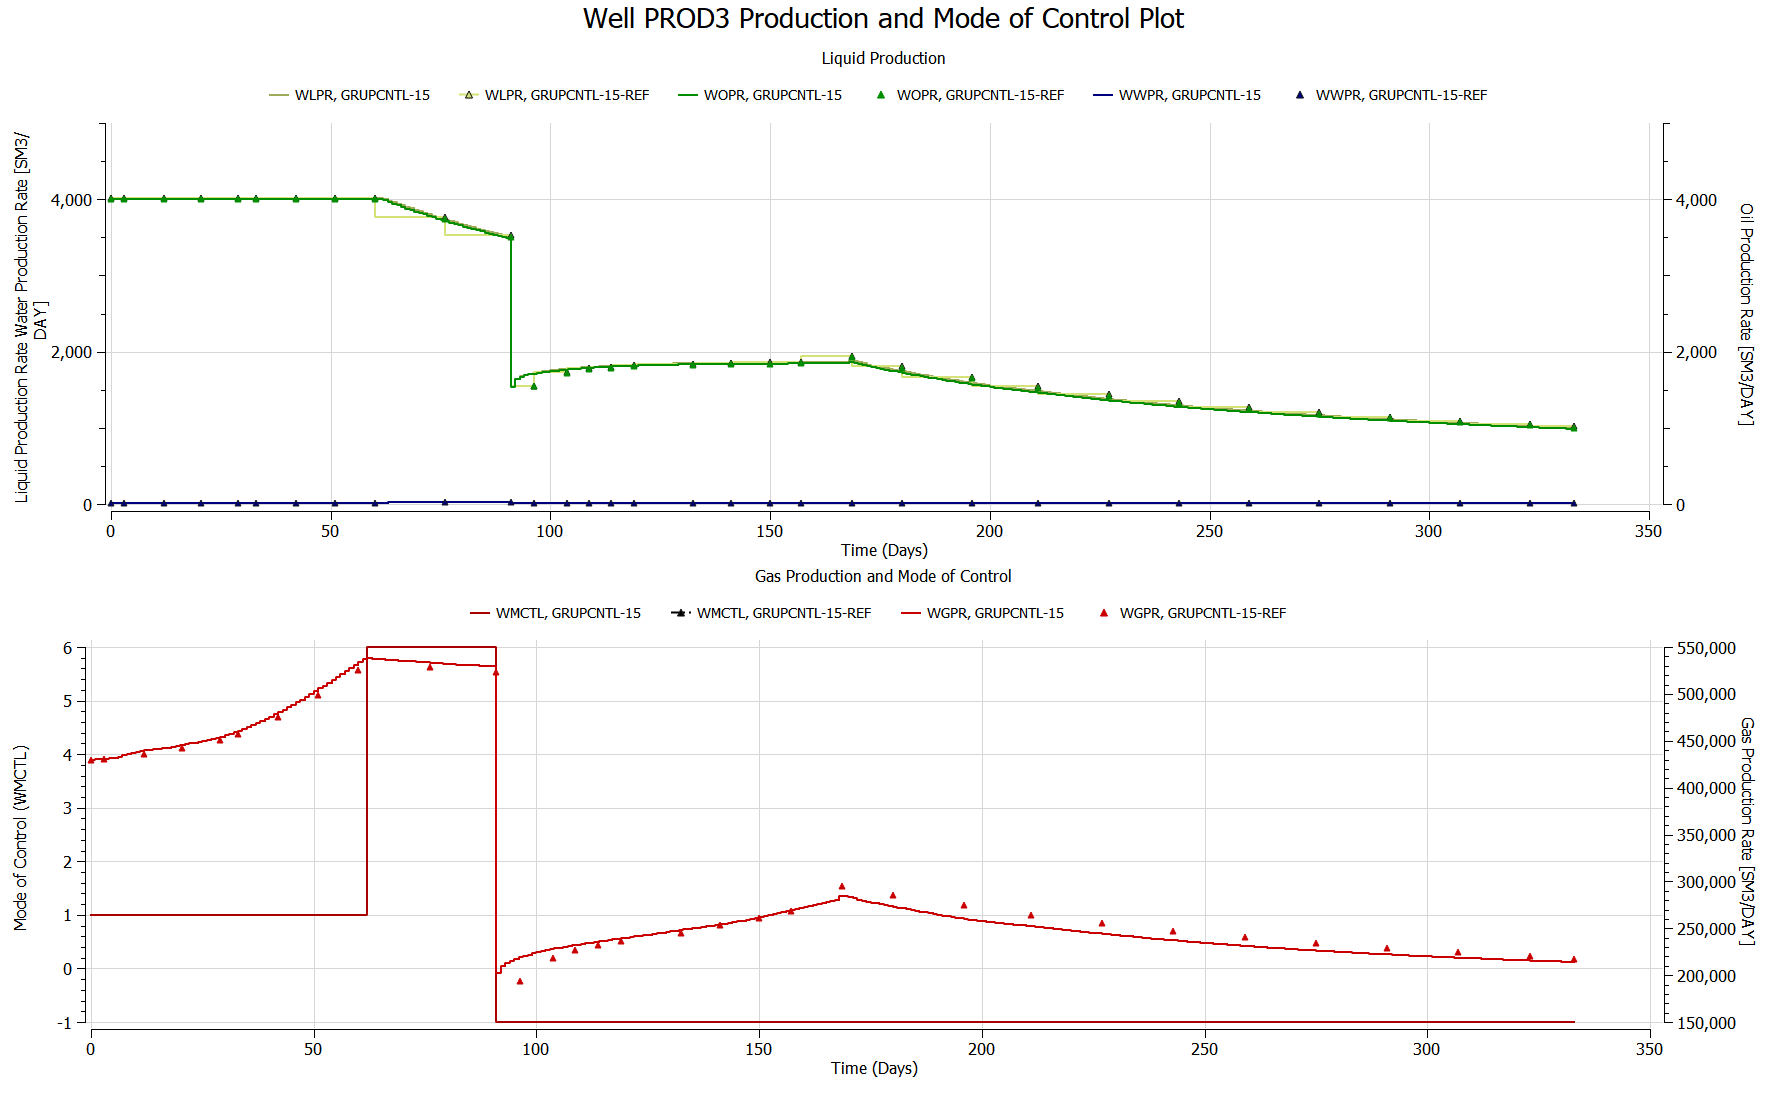 Well PROD3 Production and Mode of Control Plot
Liquid Production
WLPR, GRUPCNTL-15 WLPR, GRUPCNTL-15-REF WOPR, GRUPCNTL-15 WOPR, GRUPCNTL-15-REF WWPR, GRUPCNTL-15 WWPR, GRUPCNTL-15-REF
Liquid Production Rate Water Production Rate [SM3/
DAY]
4,000
2,000
0
4,000
2,000
0
Oil Production Rate [SM3/DAY]
0 50 100 150 200 250 300 350
Time (Days)
Gas Production and Mode of Control
WMCTL, GRUPCNTL-15 WMCTL, GRUPCNTL-15-REF WGPR, GRUPCNTL-15 WGPR, GRUPCNTL-15-REF
Mode of Control (WMCTL)
6
5
4
3
2
1
0
-1
550,000
500,000
450,000
400,000
350,000
300,000
250,000
200,000
150,000
Gas Production Rate [SM3/DAY]
0 50 100 150 200 250 300 350
Time (Days)